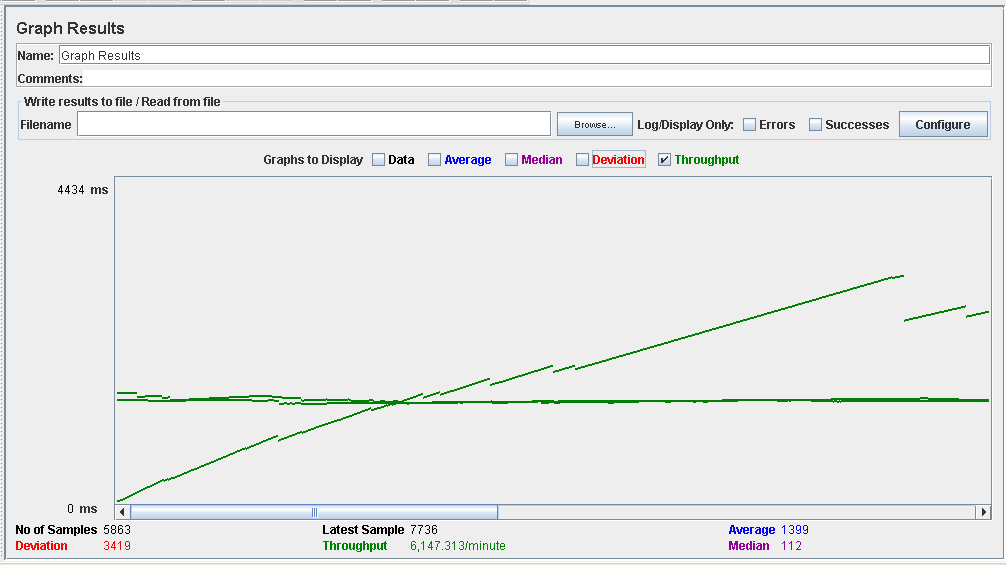 Graph Results
Name: Graph Results
Comments:
Write results to file / Read from file
Filename Browse... Log/Display Only: Errors Successes Configure
Graphs to Display Data Average Median Deviation Throughput
4434 ms
0 ms
No of Samples 5863 Latest Sample 7736 Average 1399
Deviation 3419 Throughput 6,147.313/minute Median 112